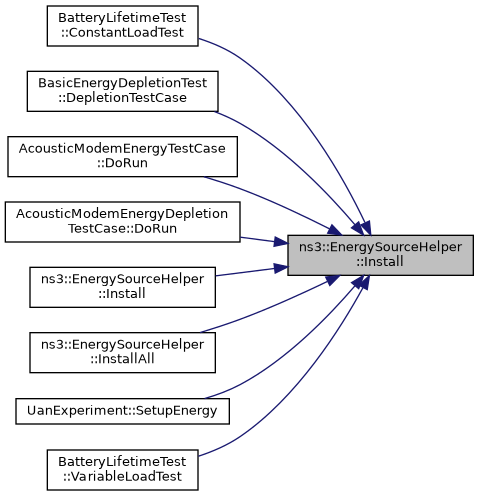 BatteryLifetimeTest
::ConstantLoadTest
BasicEnergyDepletionTest
::DepletionTestCase
AcousticModemEnergyTestCase
::DoRun
AcousticModemEnergyDepletion
TestCase::DoRun
ns3::EnergySourceHelper
::Install
ns3::EnergySourceHelper
::Install
ns3::EnergySourceHelper
::InstallAll
UanExperiment::SetupEnergy
BatteryLifetimeTest
::VariableLoadTest